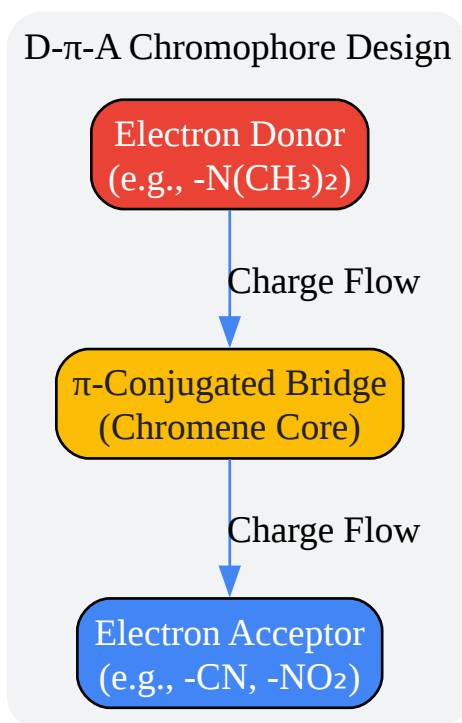 D-π-A Chromophore Design
Electron Donor
(e.g., -N(CH₃)₂)
Charge Flow
π-Conjugated Bridge
(Chromene Core)
Charge Flow
Electron Acceptor
(e.g., -CN, -NO₂)